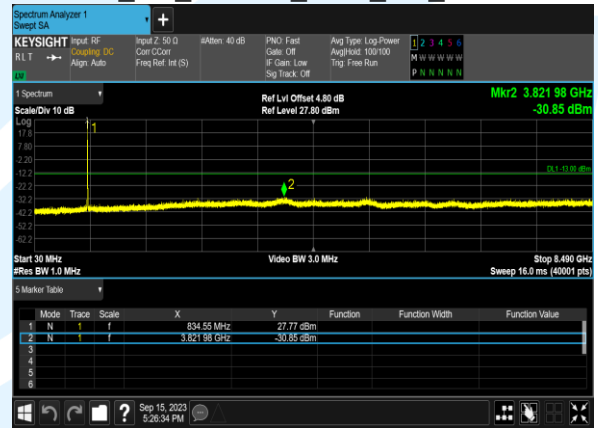 Spectrum Analyzer 1
Swept SA
+
KEYSIGHT Input: RF Input Z: 50 Ω #Atten: 40 dB PNO: Fast Avg Type: Log-Power 1 2 3 4 5 6
R L T Coupling: DC Corr CCorr Gate: Off Avg|Hold: 100/100 M W W W W W
Align: Auto Freq Ref: Int (S) IF Gain: Low Trig: Free Run
Sig Track: Off P N N N N N
1 Spectrum Ref Lvl Offset 4.80 dB Mkr2 3.821 98 GHz
Scale/Div 10 dB Ref Level 27.80 dBm -30.85 dBm
Log
1
17.8
7.80
-2.20
DL1 -13.00 dBm
-12.2
-22.2
2
-32.2
-42.2
-52.2
-62.2
Start 30 MHz Video BW 3.0 MHz Stop 8.490 GHz
#Res BW 1.0 MHz Sweep 16.0 ms (40001 pts)
5 Marker Table
Mode Trace Scale X Y Function Function Width Function Value
1 N 1 f 834.55 MHz 27.77 dBm
2 N 1 f 3.821 98 GHz -30.85 dBm
3
4
5
6
? Sep 15, 2023
5:26:34 PM